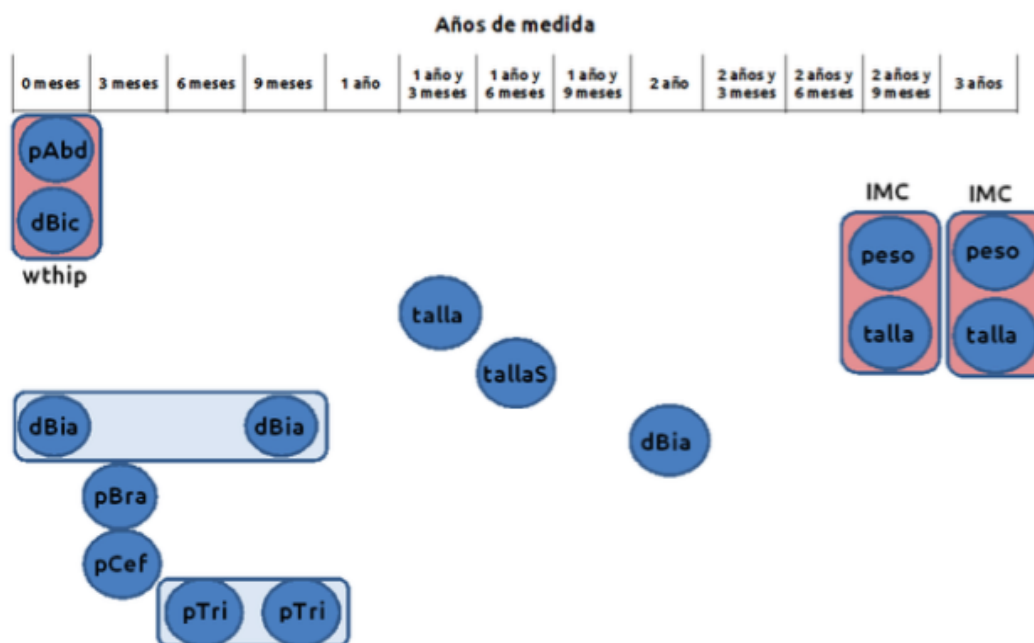 Años de medida
0 meses
3 meses
6 meses
9 meses
1 año
1 año y
3 meses
1 año y
6 meses
1 año y
9 meses
2 año
2 años y
3 meses
2 años y
6 meses
2 años y
9 meses
3 años
pAbd
dBic
wthip
IMC
IMC
peso
peso
talla
talla
talla
tallaS
dBia
dBia
dBia
pBra
pCef
pTri
pTri